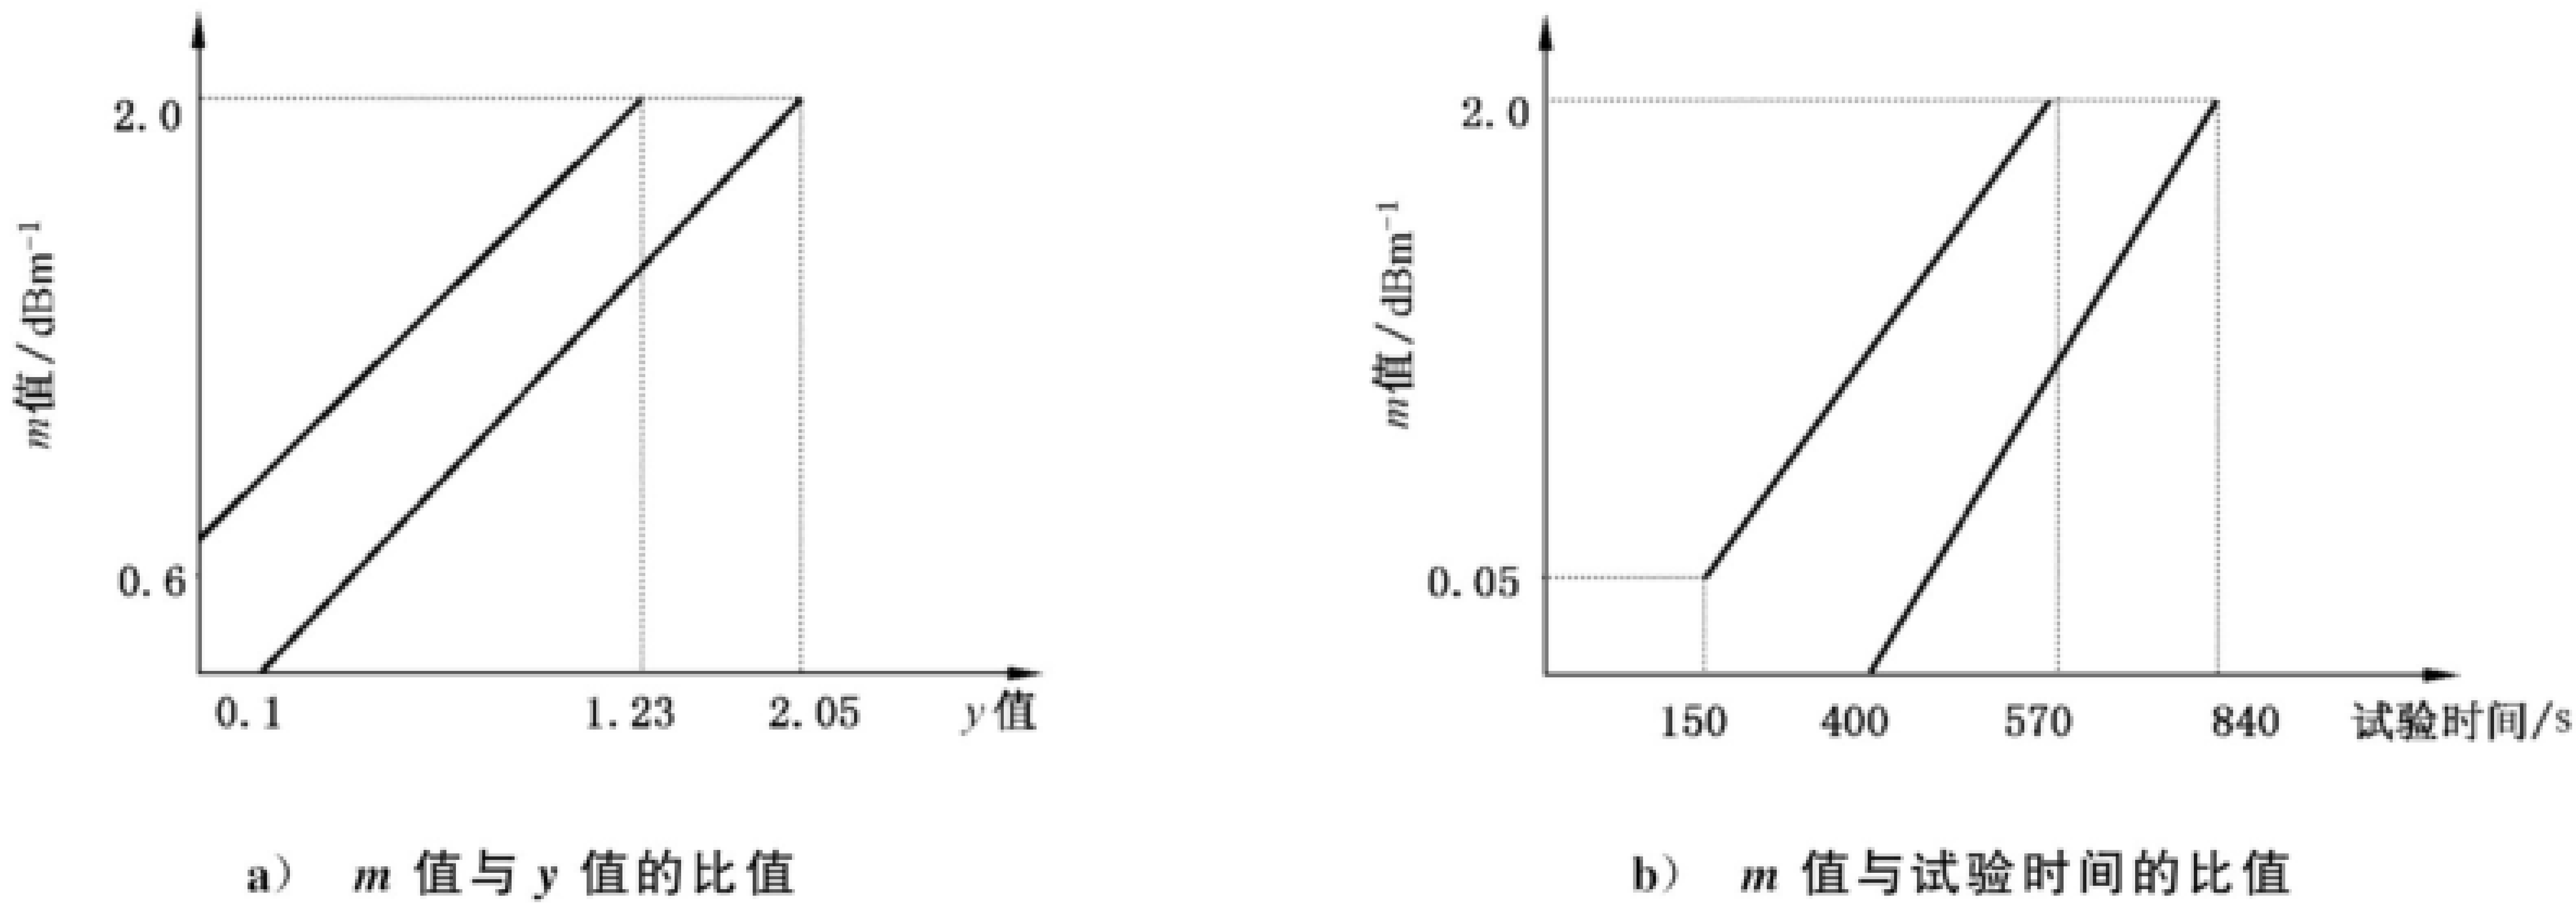 m值/dBm⁻¹
2.0
0.6
0.1 1.23 2.05 y值
a) m 值与 y 值的比值
m值/dBm⁻¹
2.0
0.05
150 400 570 840 试验时间/s
b) m 值与试验时间的比值